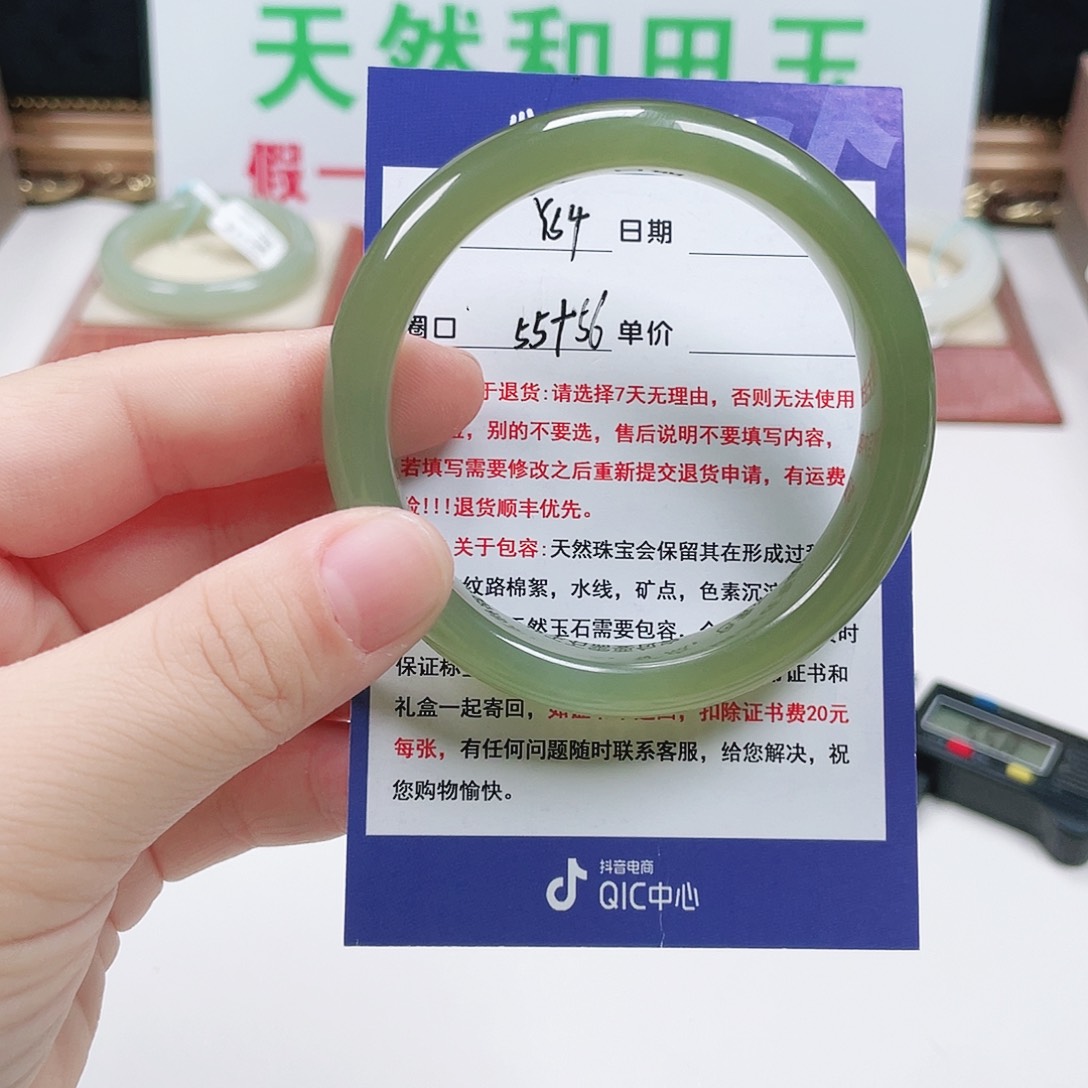 天然和田玉
假一
Y64 日期
圈口 55+56 单价
于退货:请选择7天无理由，否则无法使用
，别的不要选，售后说明不要填写内容，
若填写需要修改之后重新提交退货申请，有运费
险!!!退货顺丰优先。
关于包容:天然珠宝会保留其在形成过
纹路棉絮，水线，矿点，色素沉
天然玉石需要包容.
保证标
时
证书和
礼盒一起寄回，
扣除证书费20元
每张，有任何问题随时联系客服，给您解决，祝
您购物愉快。
抖音电商
QIC中心